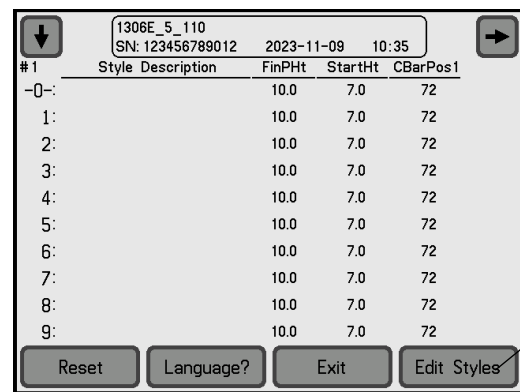 1306E_5_110
SN: 123456789012 2023-11-09 10:35
#1 Style Description FinPHt StartHt CBarPos1
-0-: 10.0 7.0 72
1: 10.0 7.0 72
2: 10.0 7.0 72
3: 10.0 7.0 72
4: 10.0 7.0 72
5: 10.0 7.0 72
6: 10.0 7.0 72
7: 10.0 7.0 72
8: 10.0 7.0 72
9: 10.0 7.0 72
Reset Language? Exit Edit Styles